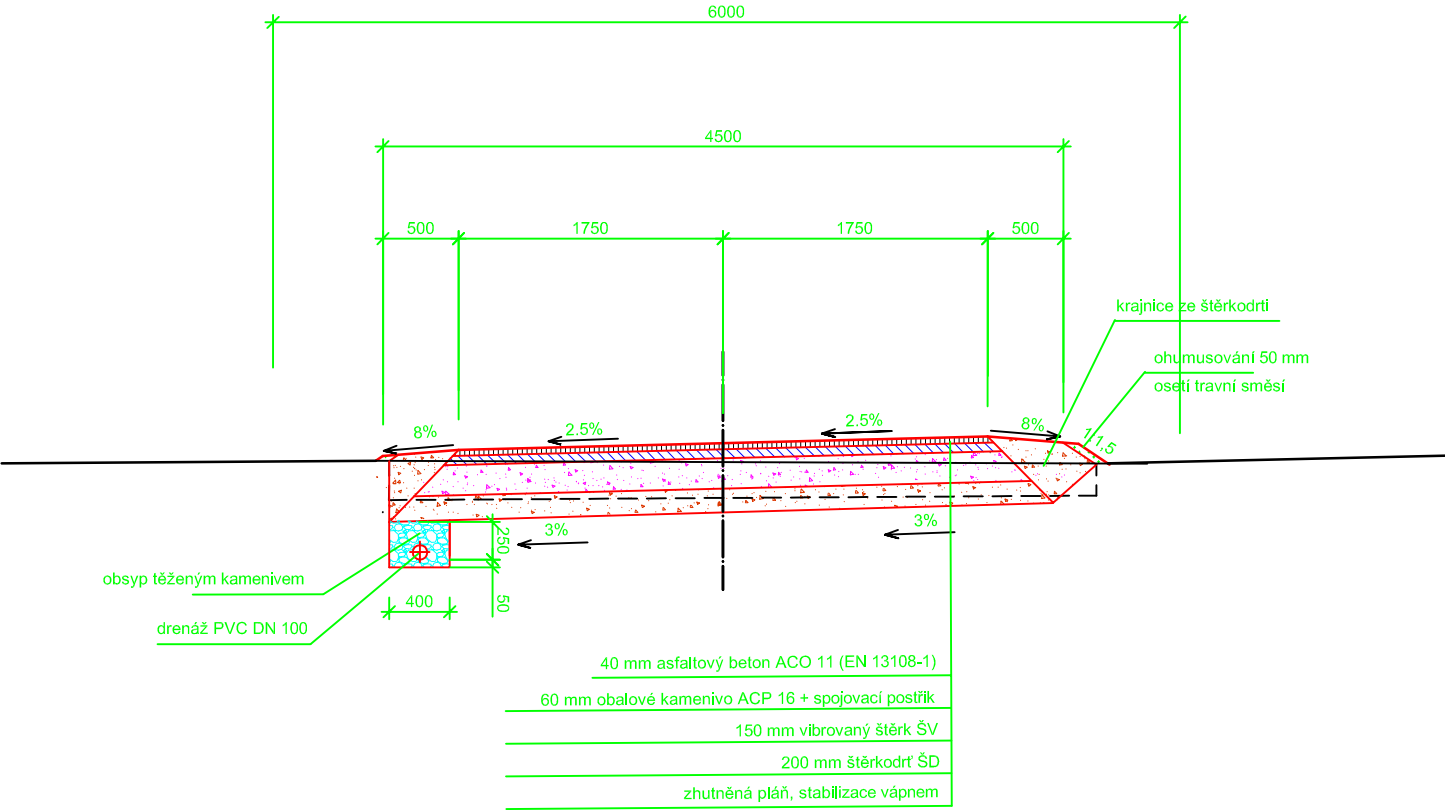 6000
4500
500
1750
1750
500
krajnice ze štěrkodrti
ohumusování 50 mm
osetí travní směsí
8%
2.5%
2.5%
8%
1:1.5
3%
3%
250
50
obsyp těženým kamenivem
400
drenáž PVC DN 100
40 mm asfaltový beton ACO 11 (EN 13108-1)
60 mm obalové kamenivo ACP 16 + spojovací postřik
150 mm vibrovaný štěrk ŠV
200 mm štěrkodrť ŠD
zhutněná pláň, stabilizace vápnem